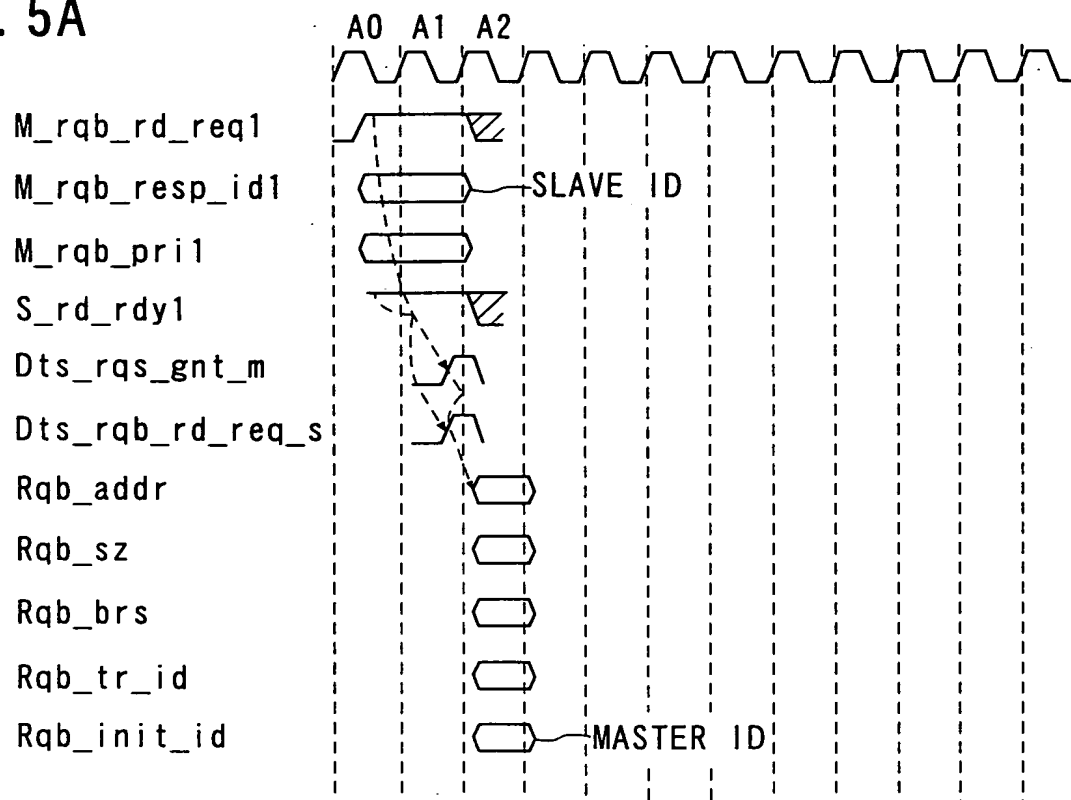 . 5A
A0 A1 A2
M_rqb_rd_req1
M_rqb_resp_id1
SLAVE ID
M_rqb_pri1
S_rd_rdy1
Dts_rqs_gnt_m
Dts_rqb_rd_req_s
Rqb_addr
Rqb_sz
Rqb_brs
Rqb_tr_id
Rqb_init_id
MASTER ID